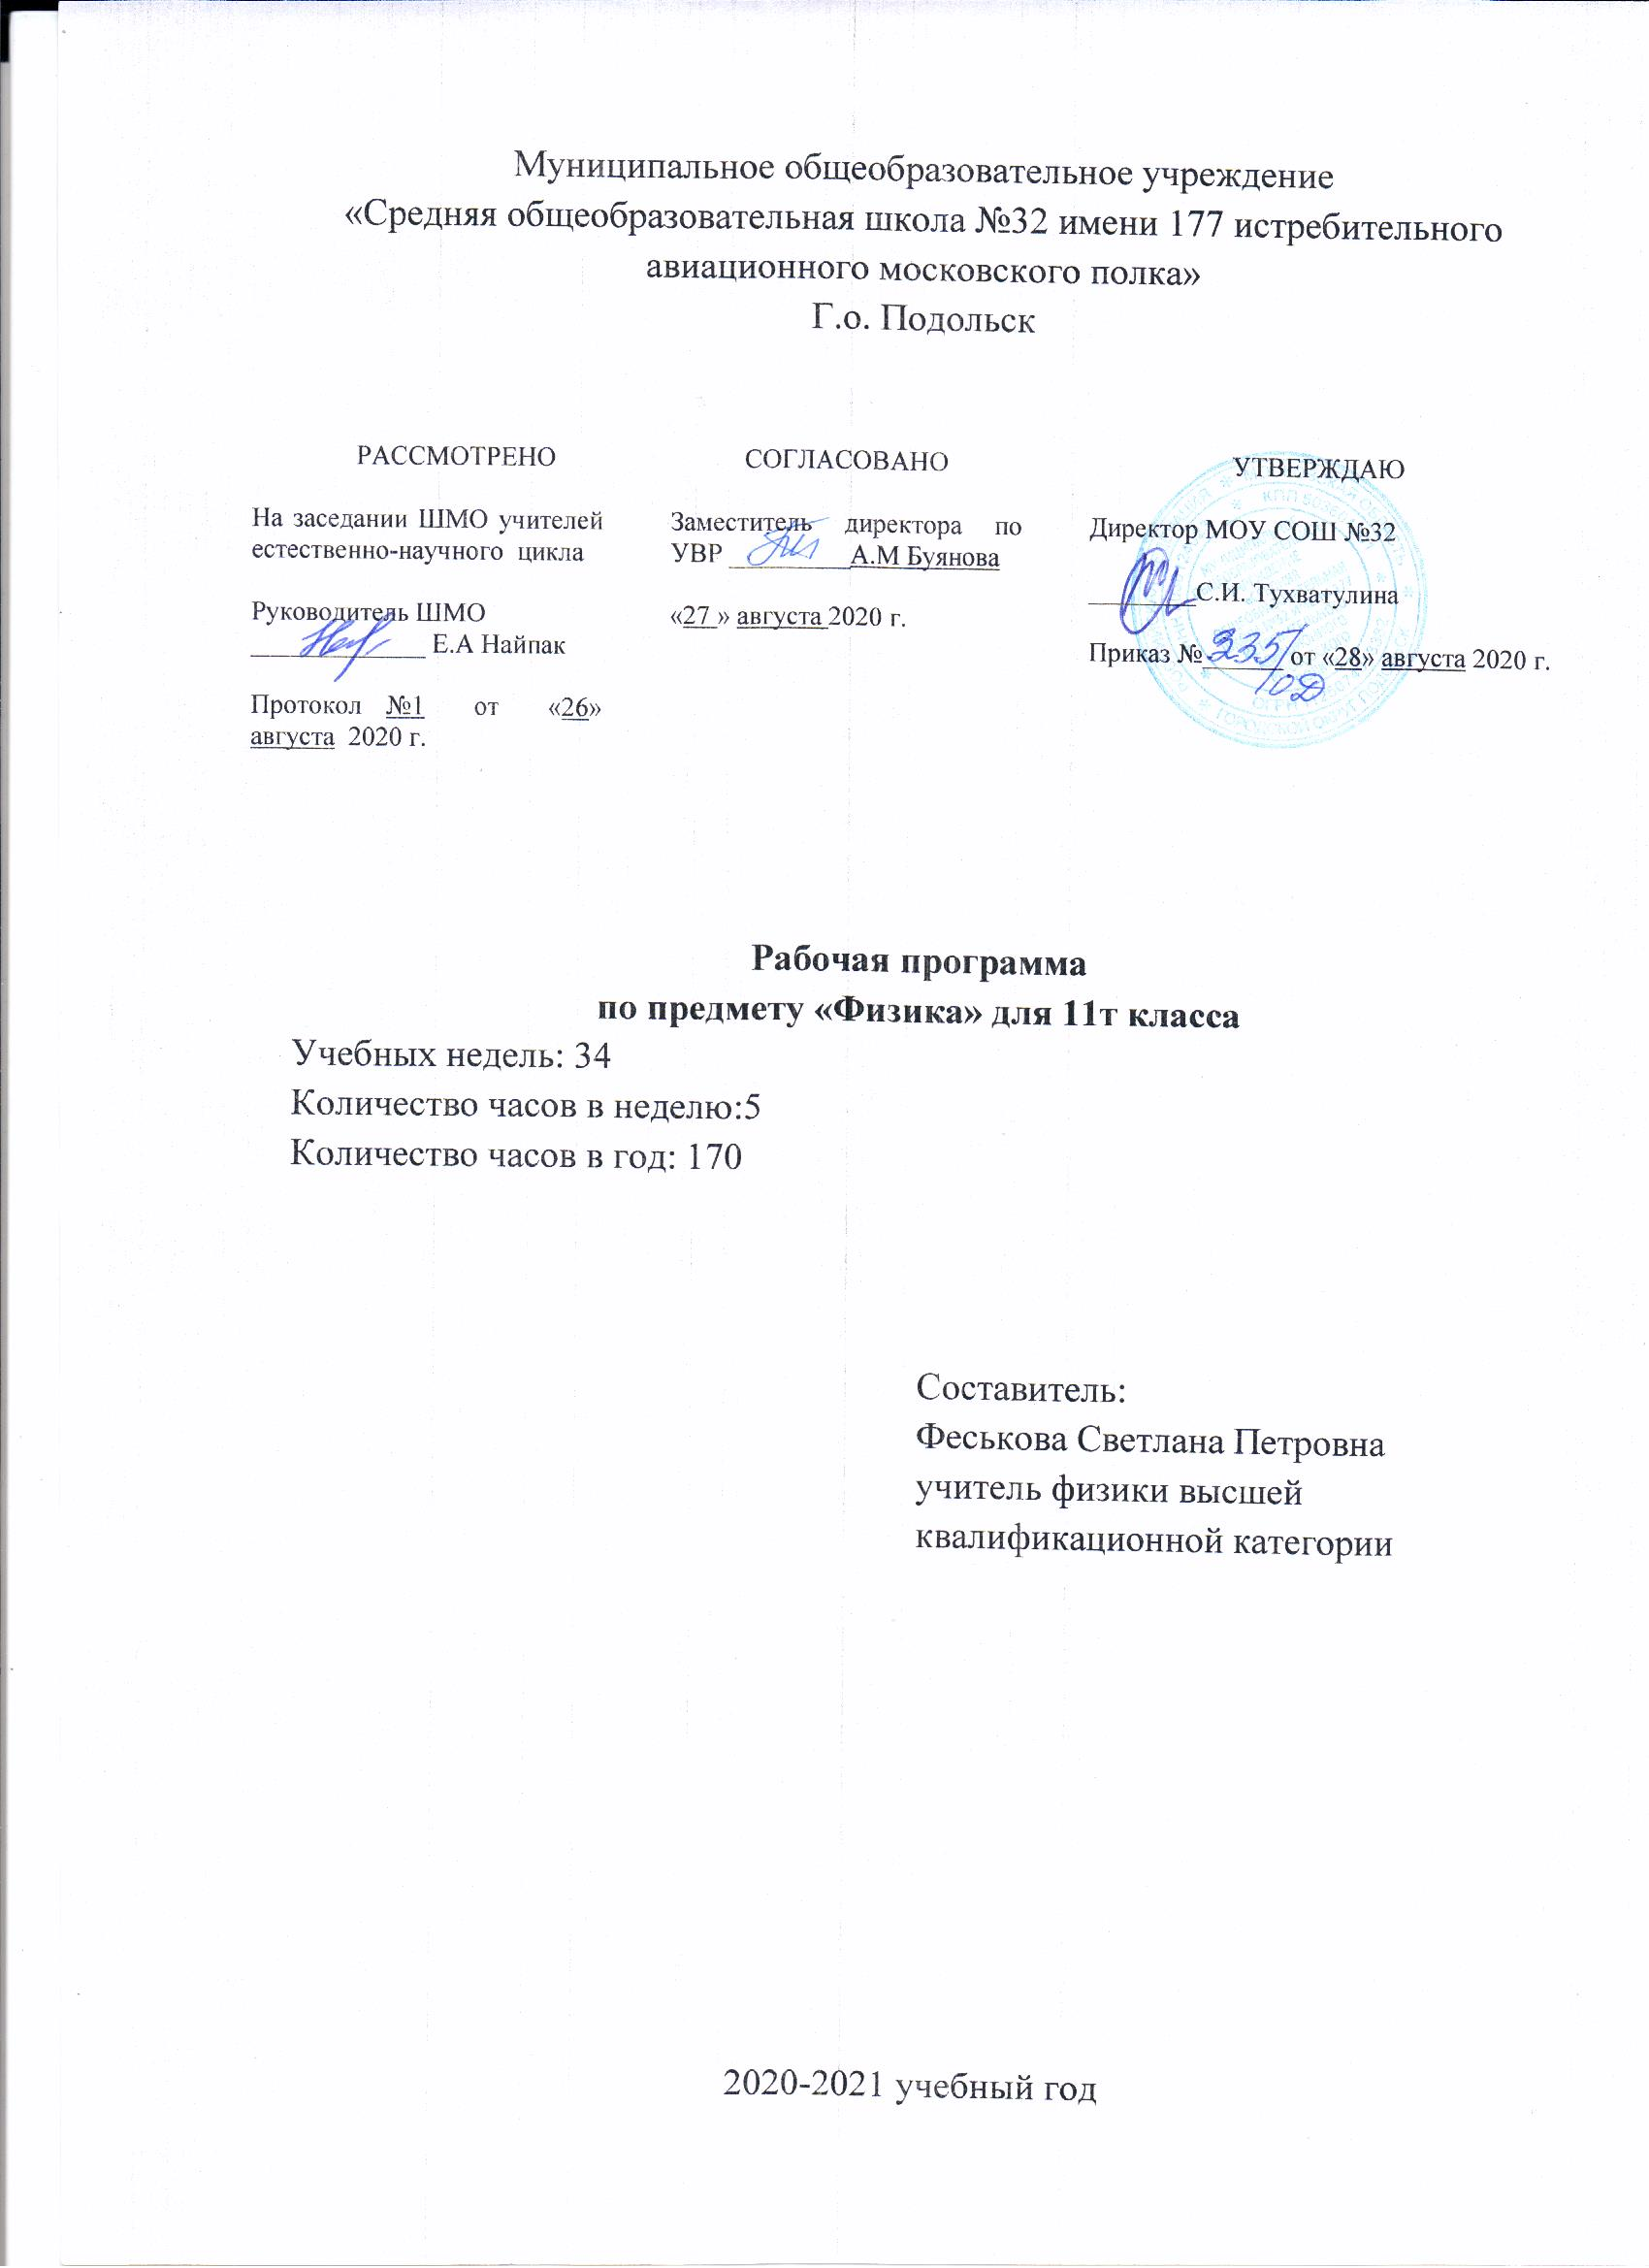 Муниципальное общеобразовательное учреждение
«Средняя общеобразовательная школа №32 имени 177 истребительного
авиационного московского полка»
Г.о. Подольск
РАССМОТРЕНО
На заседании ШМО учителей
естественно-научного цикла
Руководитель ШМО
_____________ Е.А Найпак
Протокол №1 от «26»
августа 2020 г.
СОГЛАСОВАНО
Заместитель директора по
УВР _________А.М Буянова
«27 » августа 2020 г.
УТВЕРЖДАЮ
Директор МОУ СОШ №32
________С.И. Тухватулина
Приказ № 335/ от «28» августа 2020 г.
ОД
Рабочая программа
по предмету «Физика» для 11т класса
Учебных недель: 34
Количество часов в неделю:5
Количество часов в год: 170
Составитель:
Феськова Светлана Петровна
учитель физики высшей
квалификационной категории
2020-2021 учебный год